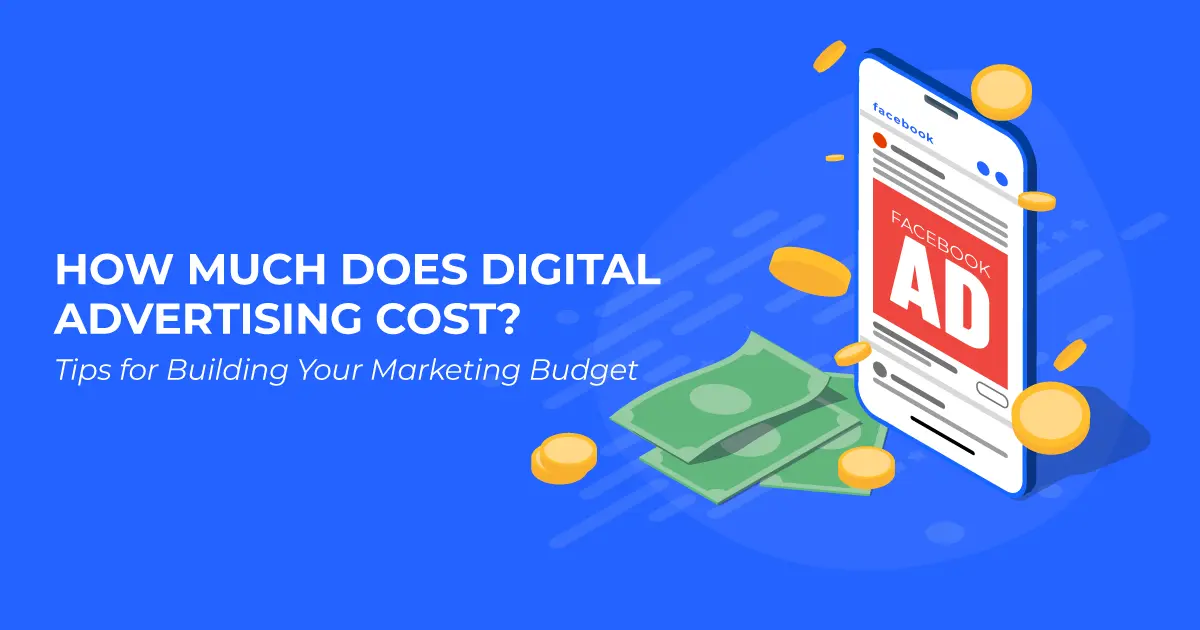 HOW MUCH DOES DIGITAL
ADVERTISING COST?
Tips for Building Your Marketing Budget
facebook
FACEBOOK
AD